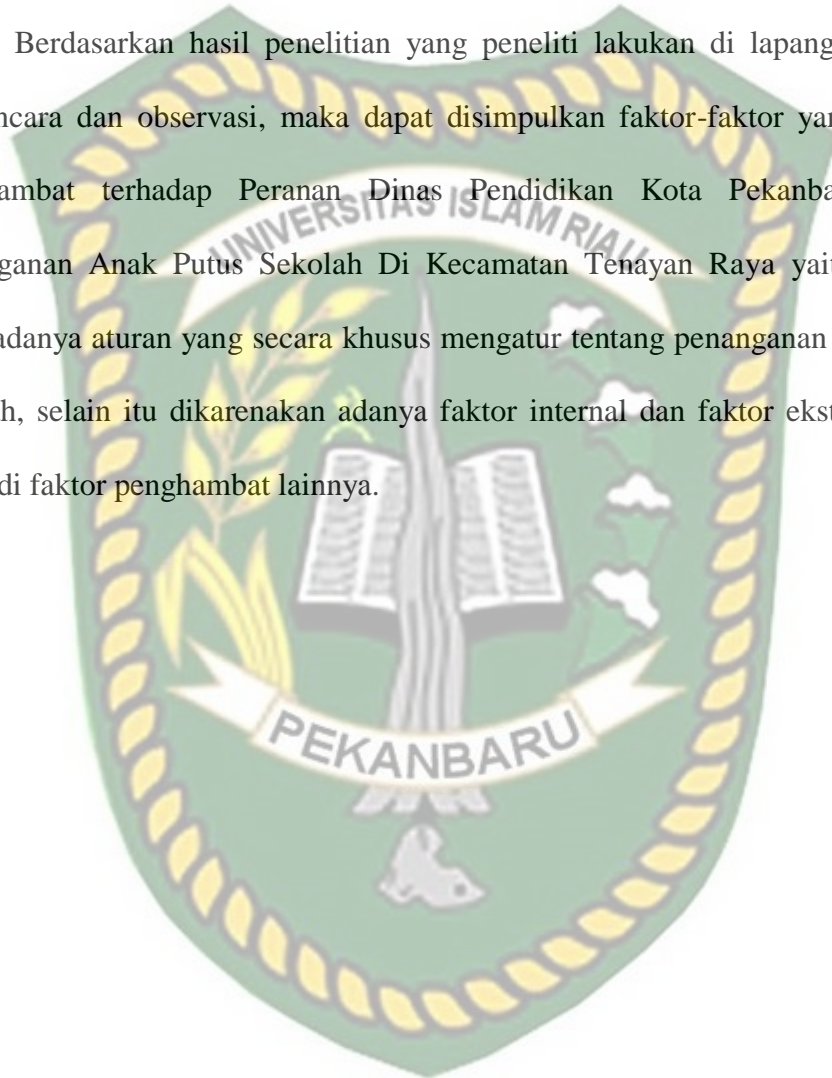 Berdasarkan hasil penelitian yang peneliti lakukan di lapang
ncara dan observasi, maka dapat disimpulkan faktor-faktor yan
ambat terhadap Peranan Dinas Pendidikan Kota Pekanba
UNIVERSITAS ISLAM RIAU
ganan Anak Putus Sekolah Di Kecamatan Tenayan Raya yait
adanya aturan yang secara khusus mengatur tentang penanganan
h, selain itu dikarenakan adanya faktor internal dan faktor ekst
di faktor penghambat lainnya.
PEKANBARU